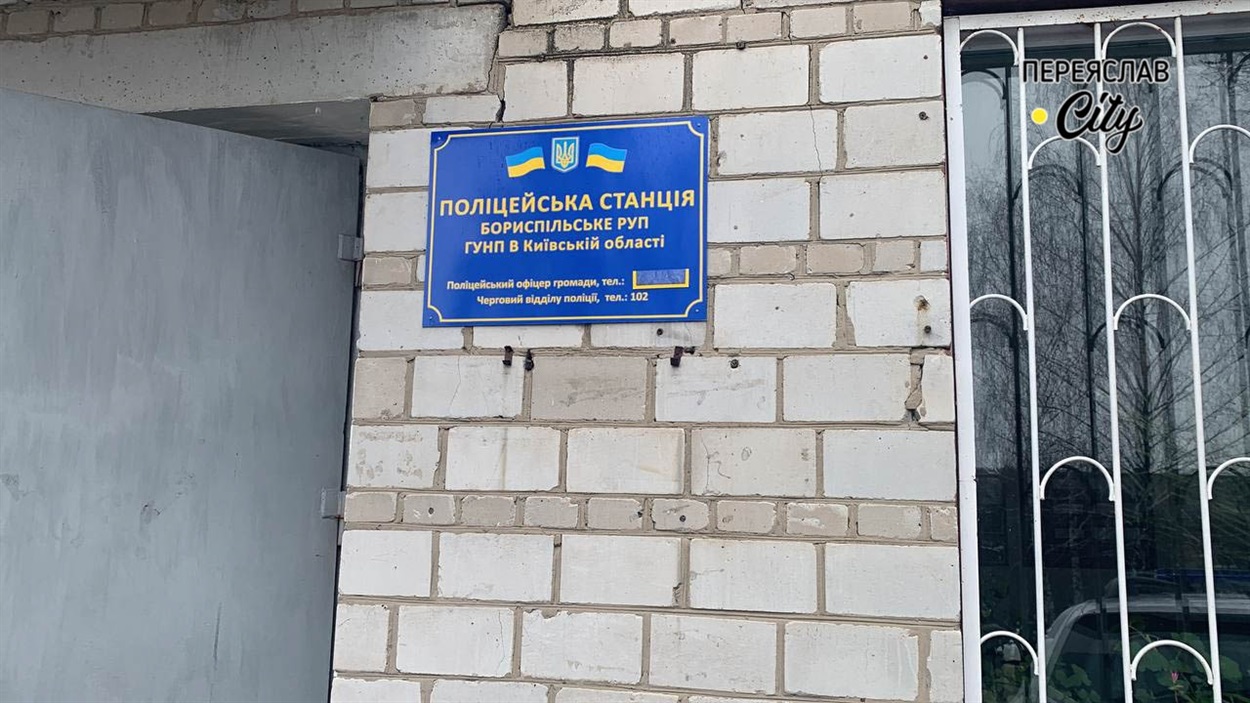 ПЕРЕЯСЛАВ
City
ПОЛІЦЕЙСЬКА СТАНЦІЯ
БОРИСПІЛЬСЬКЕ РУП
ГУНП В Київській області
Поліцейський офіцер громади, тел.:
Черговий відділу поліції, тел.: 102